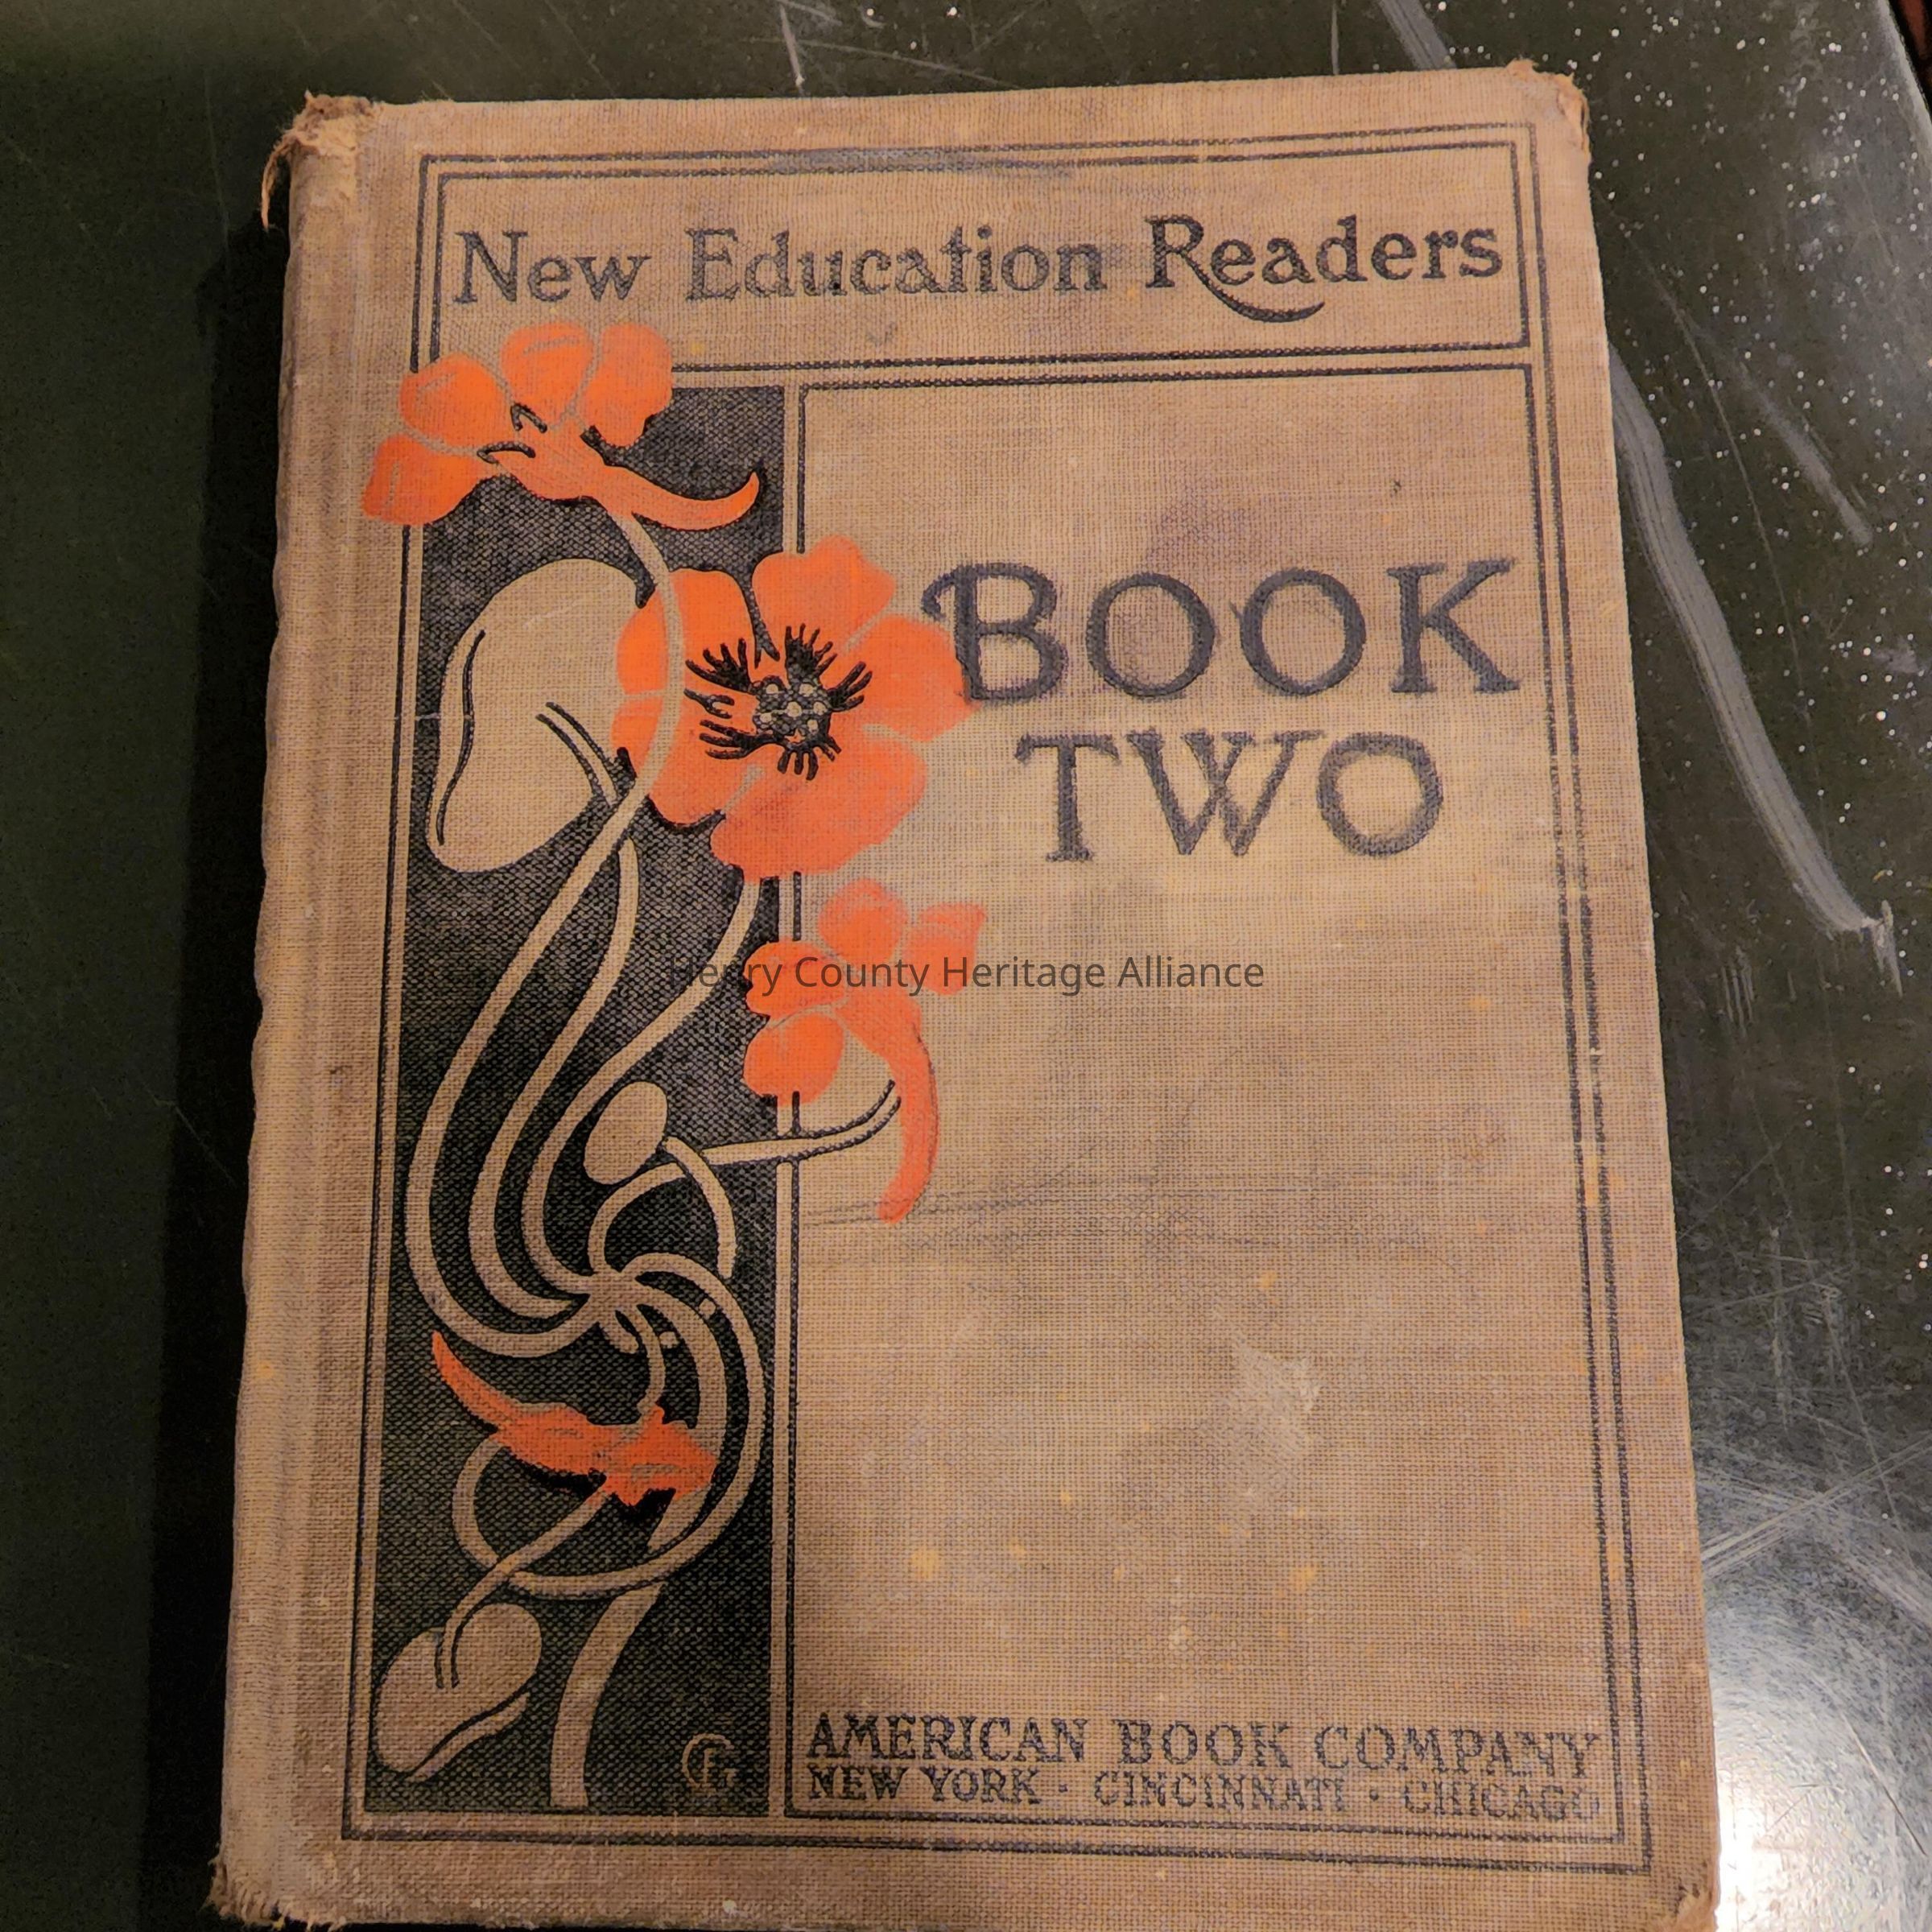 New Education Readers
BOOK
TWO
Henry County Heritage Alliance
AMERICAN BOOK COMPANY
NEW YORK · CINCINNATI · CHICAGO